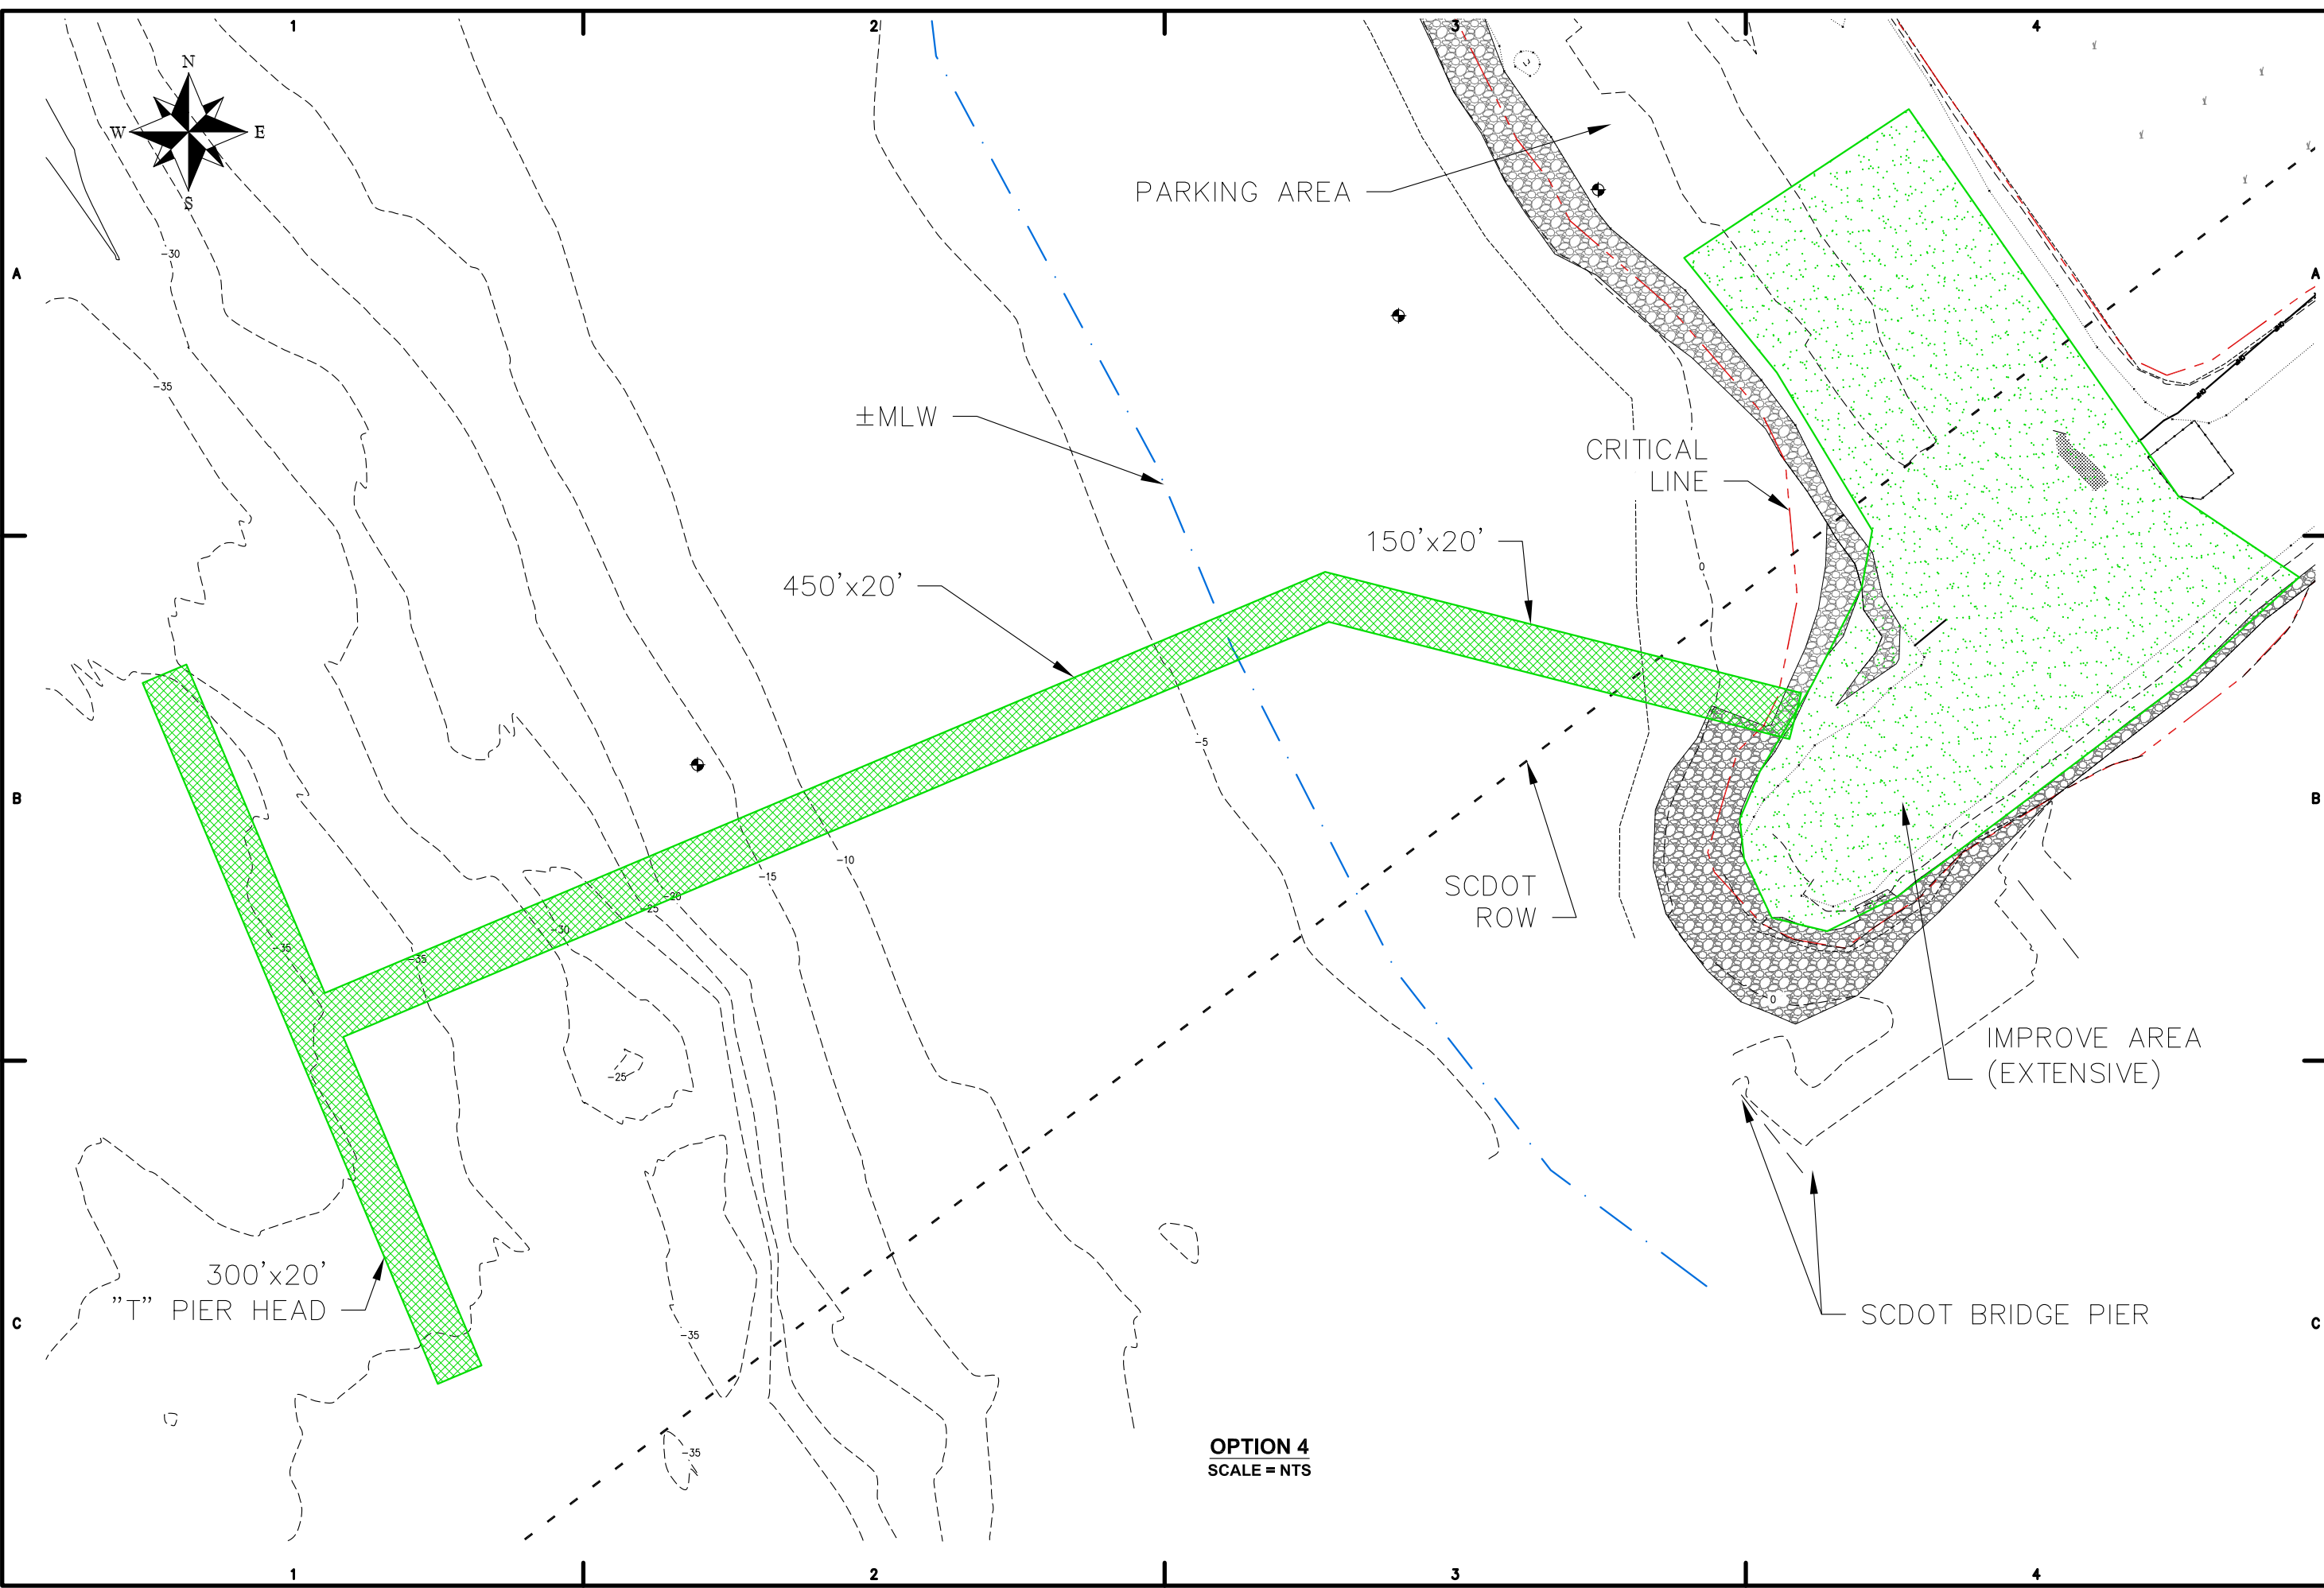 1
2
3
4
N
W
E
S
3
PARKING AREA
-30
A
A
-35
±MLW
CRITICAL
LINE
150'x20'
450'x20'
0
-5
B
B
-10
-15
SCDOT
ROW
-20
-25
-30
-35
-35
0
IMPROVE AREA
(EXTENSIVE)
-25
300'x20'
"T" PIER HEAD
SCDOT BRIDGE PIER
C
C
-35
-35
OPTION 4
SCALE = NTS
1
2
3
4